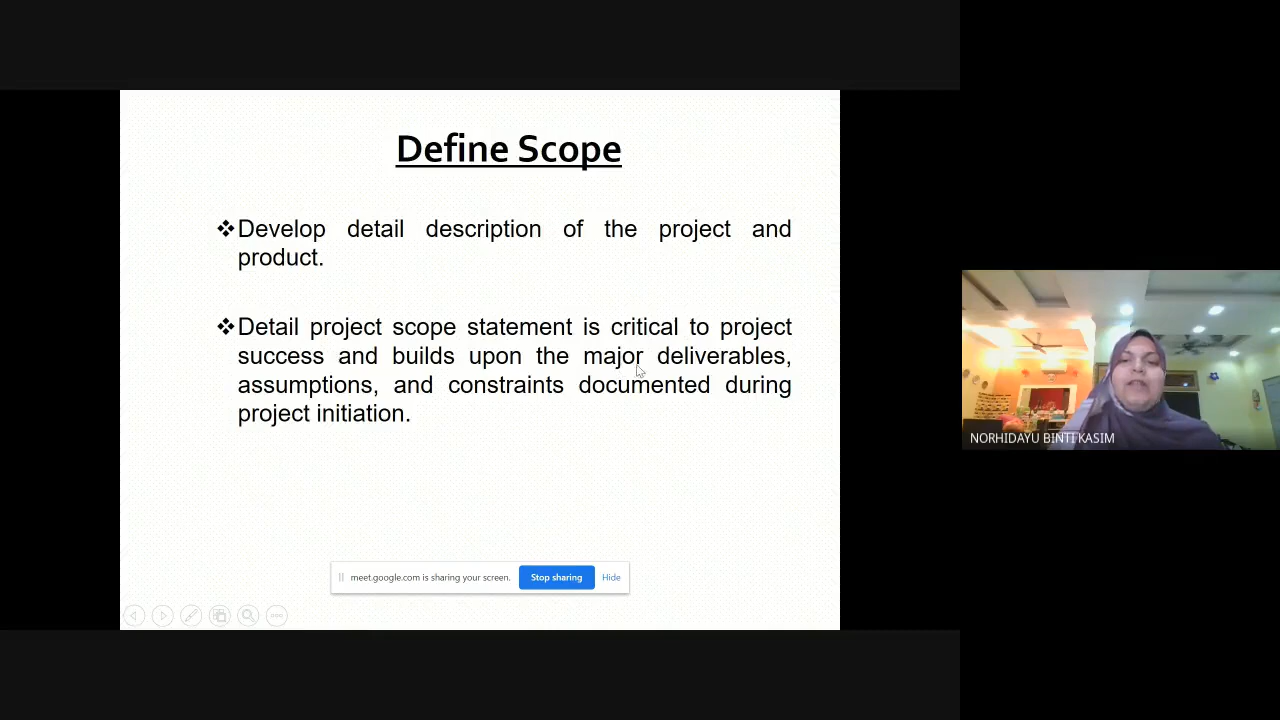 Define Scope
❖Develop detail description of the project and
product.
❖Detail project scope statement is critical to project
success and builds upon the major deliverables,
assumptions, and constraints documented during
project initiation.
NORHIDAYU BINTI KASIM
meet.google.com is sharing your screen. Stop sharing Hide